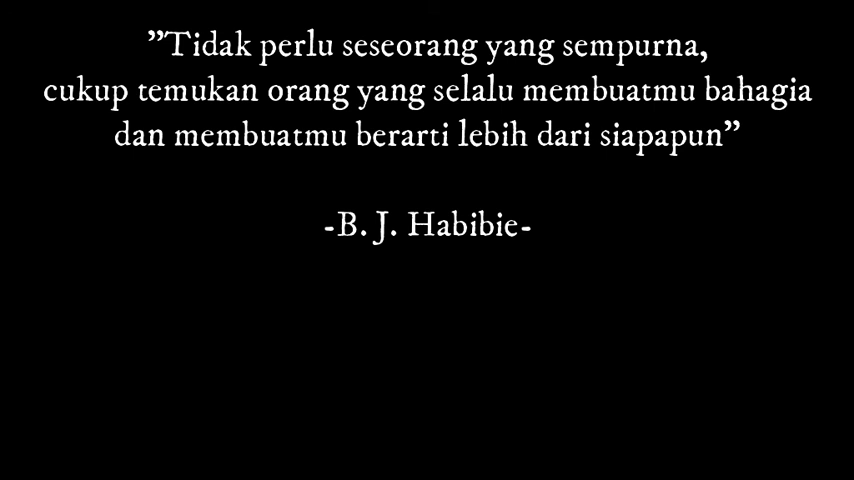 ”Tidak perlu seseorang yang sempurna,
cukup temukan orang yang selalu membuatmu bahagia
dan membuatmu berarti lebih dari siapapun”
-B. J. Habibie-